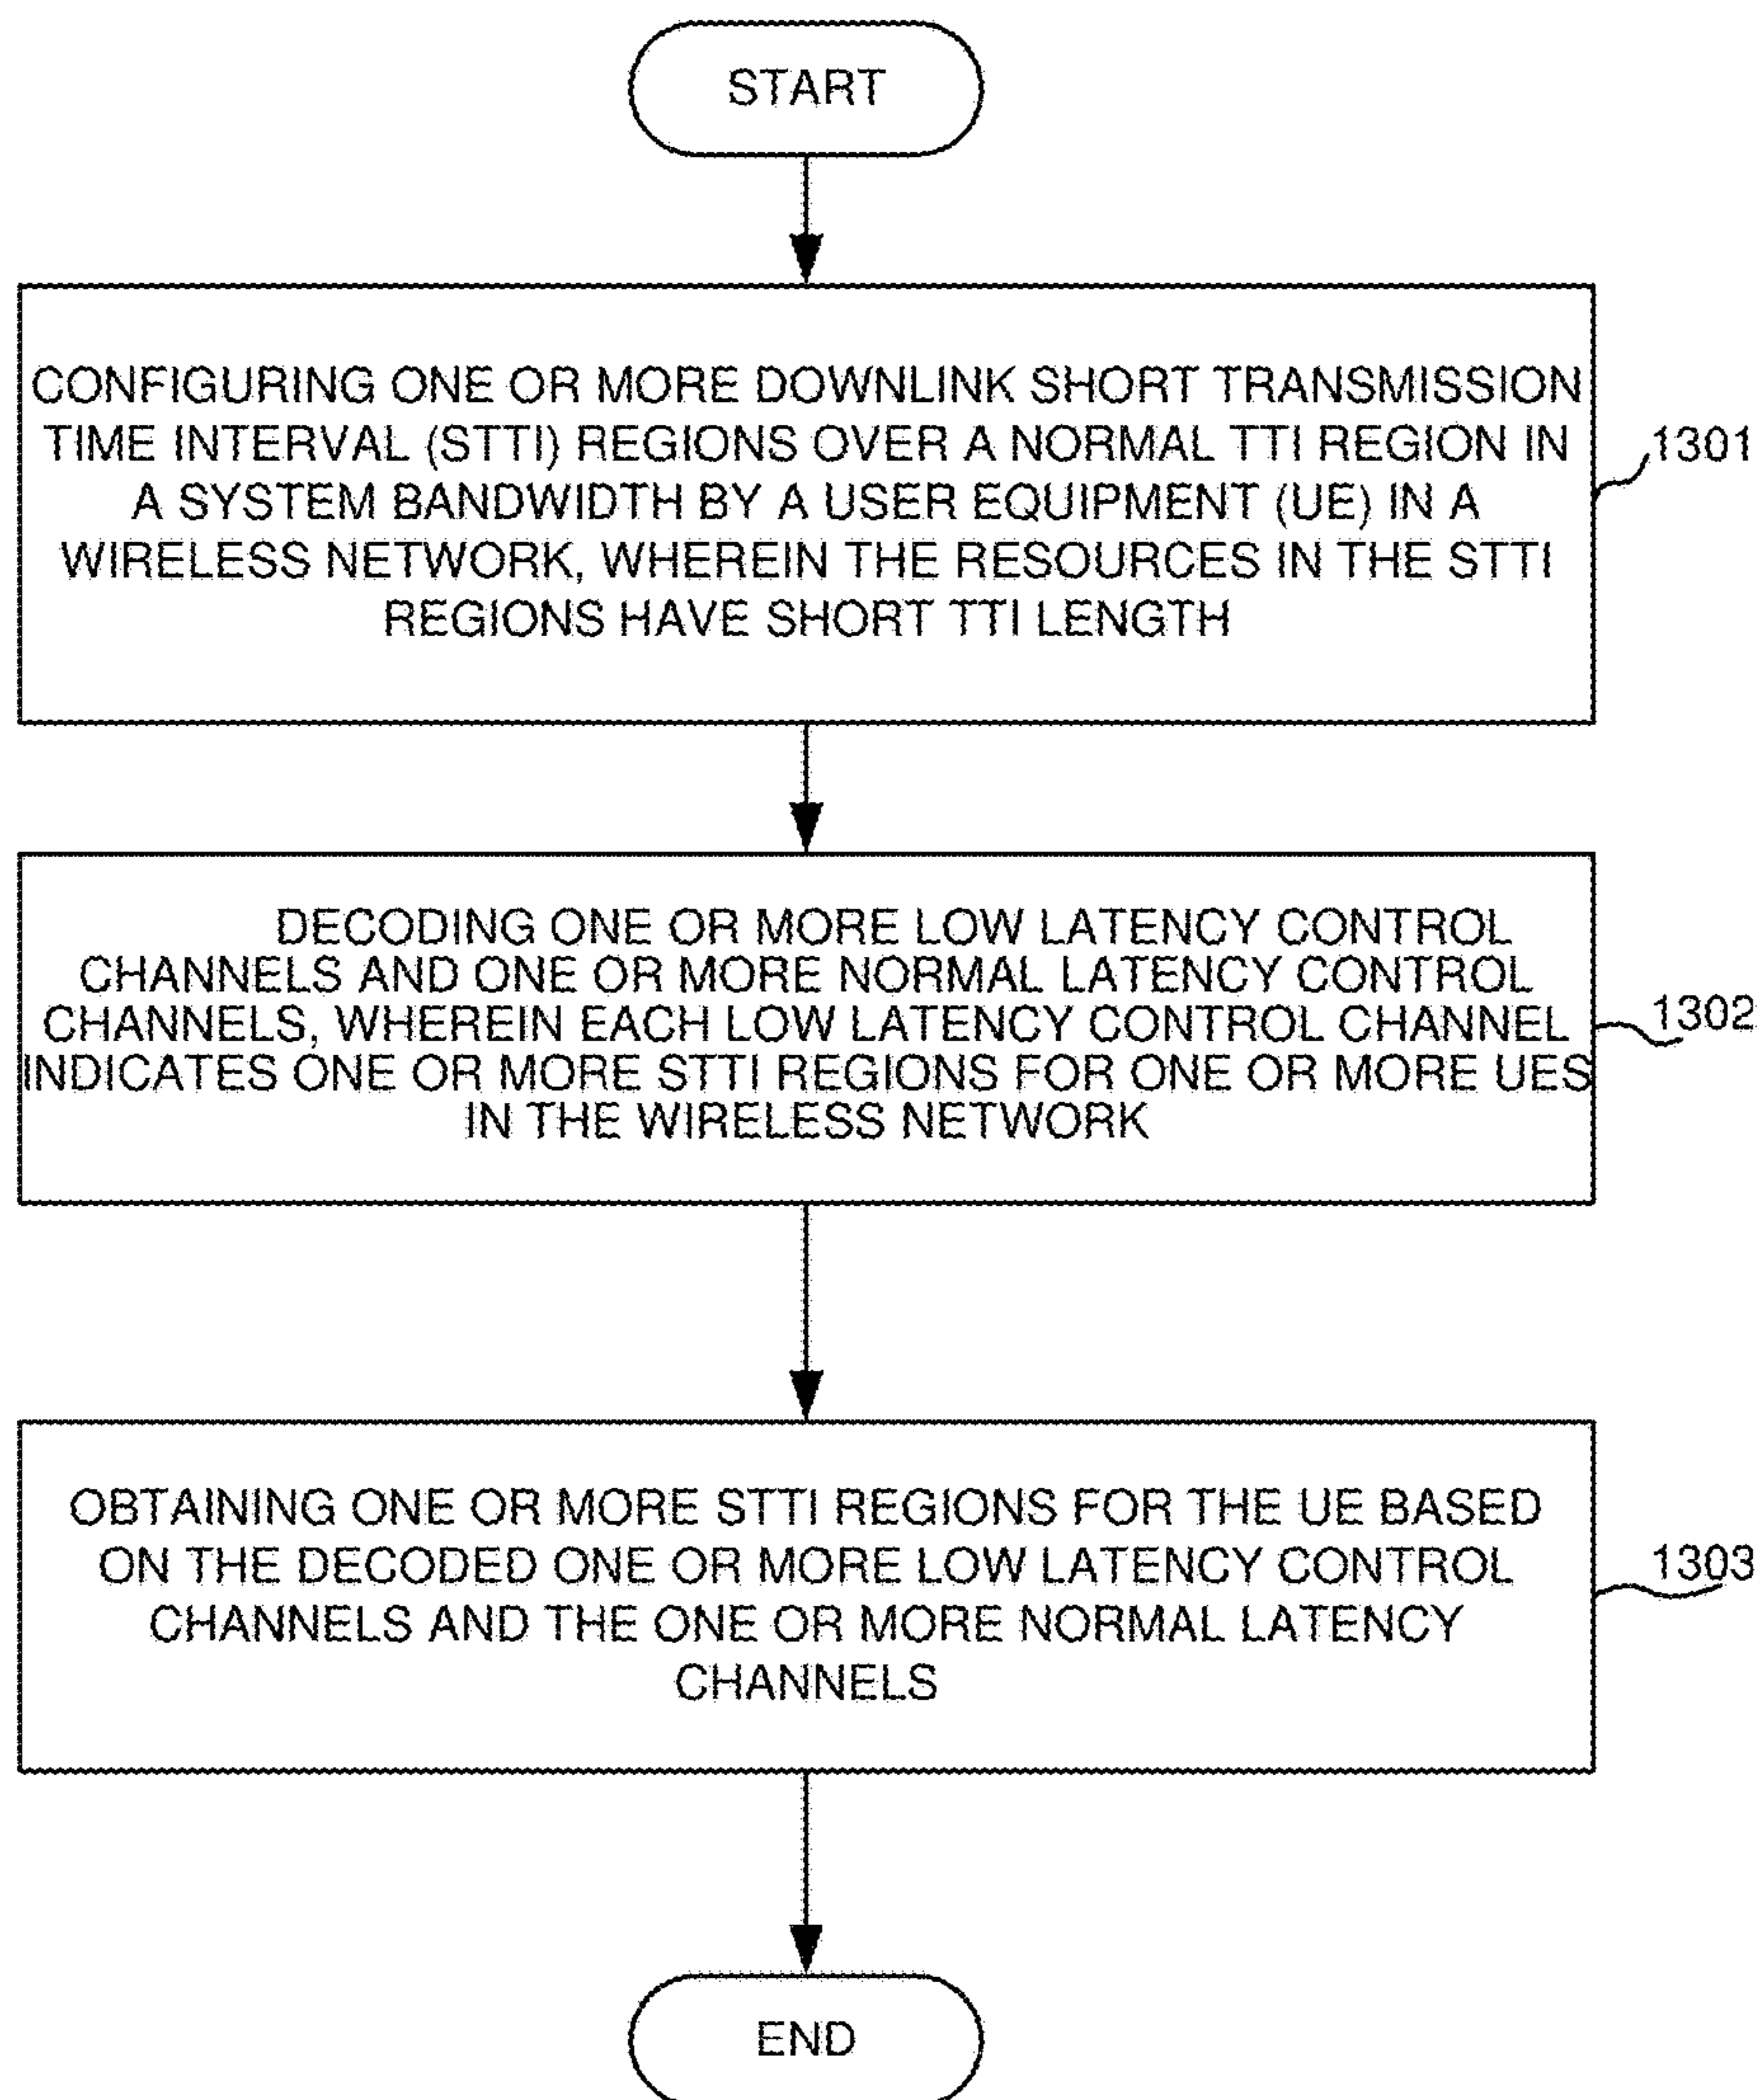 START
CONFIGURING ONE OR MORE DOWNLINK SHORT TRANSMISSION
TIME INTERVAL (STTI) REGIONS OVER A NORMAL TTI REGION IN
A SYSTEM BANDWIDTH BY A USER EQUIPMENT (UE) IN A
WIRELESS NETWORK, WHEREIN THE RESOURCES IN THE STTI
REGIONS HAVE SHORT TTI LENGTH
1301
DECODING ONE OR MORE LOW LATENCY CONTROL
CHANNELS AND ONE OR MORE NORMAL LATENCY CONTROL
CHANNELS, WHEREIN EACH LOW LATENCY CONTROL CHANNEL
INDICATES ONE OR MORE STTI REGIONS FOR ONE OR MORE UES
IN THE WIRELESS NETWORK
1302
OBTAINING ONE OR MORE STTI REGIONS FOR THE UE BASED
ON THE DECODED ONE OR MORE LOW LATENCY CONTROL
CHANNELS AND THE ONE OR MORE NORMAL LATENCY
CHANNELS
1303
END